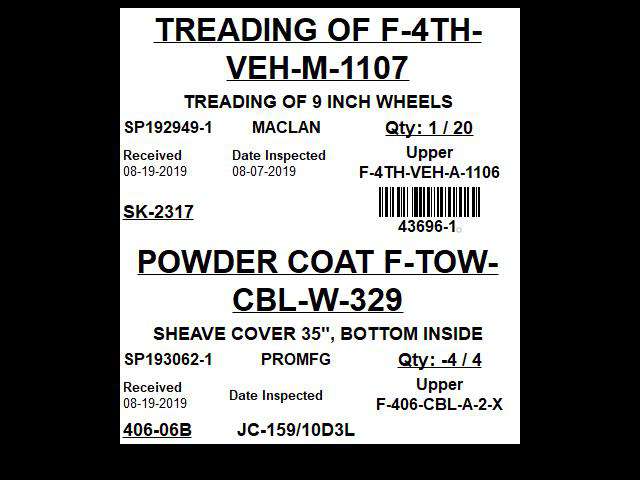 TREADING OF F-4TH-
VEH-M-1107
TREADING OF 9 INCH WHEELS
SP192949-1 MACLAN Qty: 1 / 20
Received Date Inspected Upper
08-19-2019 08-07-2019 F-4TH-VEH-A-1106
SK-2317
43696-1
POWDER COAT F-TOW-
CBL-W-329
SHEAVE COVER 35", BOTTOM INSIDE
SP193062-1 PROMFG Qty: -4 / 4
Received Date Inspected Upper
08-19-2019 F-406-CBL-A-2-X
406-06B JC-159/10D3L